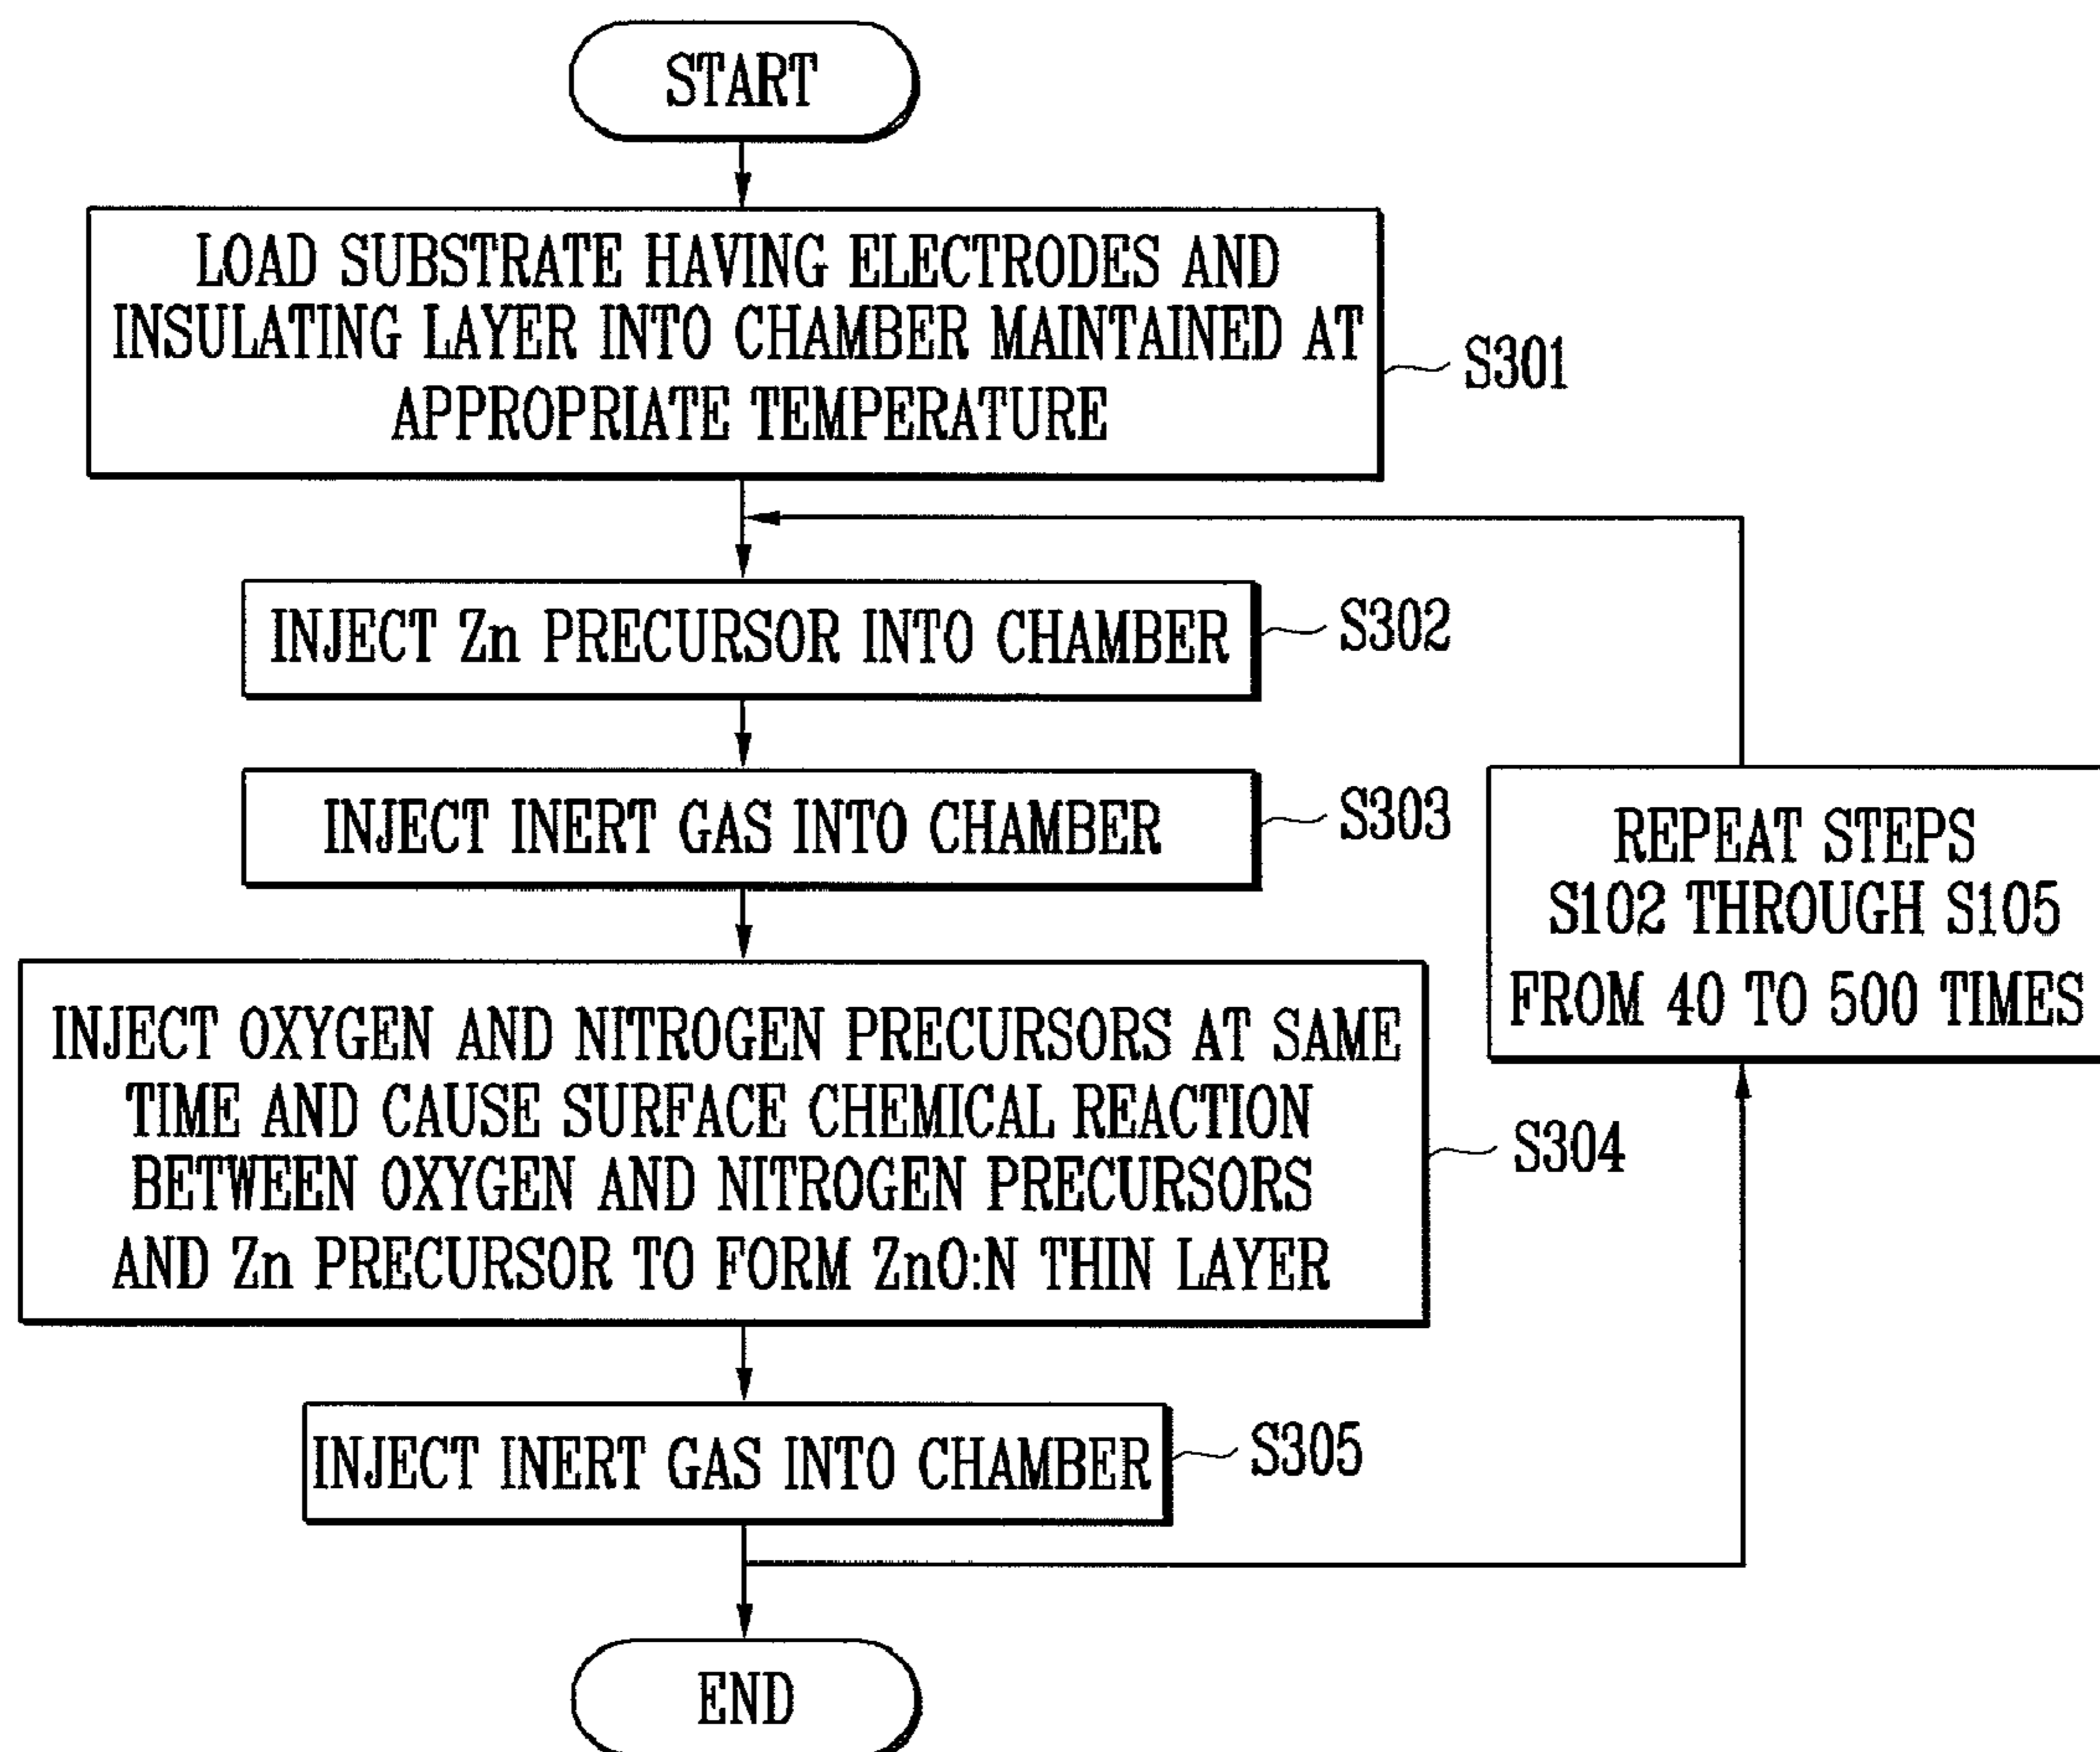 START
LOAD SUBSTRATE HAVING ELECTRODES AND
INSULATING LAYER INTO CHAMBER MAINTAINED AT
APPROPRIATE TEMPERATURE
S301
INJECT Zn PRECURSOR INTO CHAMBER
S302
INJECT INERT GAS INTO CHAMBER
S303
REPEAT STEPS
S102 THROUGH S105
FROM 40 TO 500 TIMES
INJECT OXYGEN AND NITROGEN PRECURSORS AT SAME
TIME AND CAUSE SURFACE CHEMICAL REACTION
BETWEEN OXYGEN AND NITROGEN PRECURSORS
AND Zn PRECURSOR TO FORM ZnO:N THIN LAYER
S304
INJECT INERT GAS INTO CHAMBER
S305
END